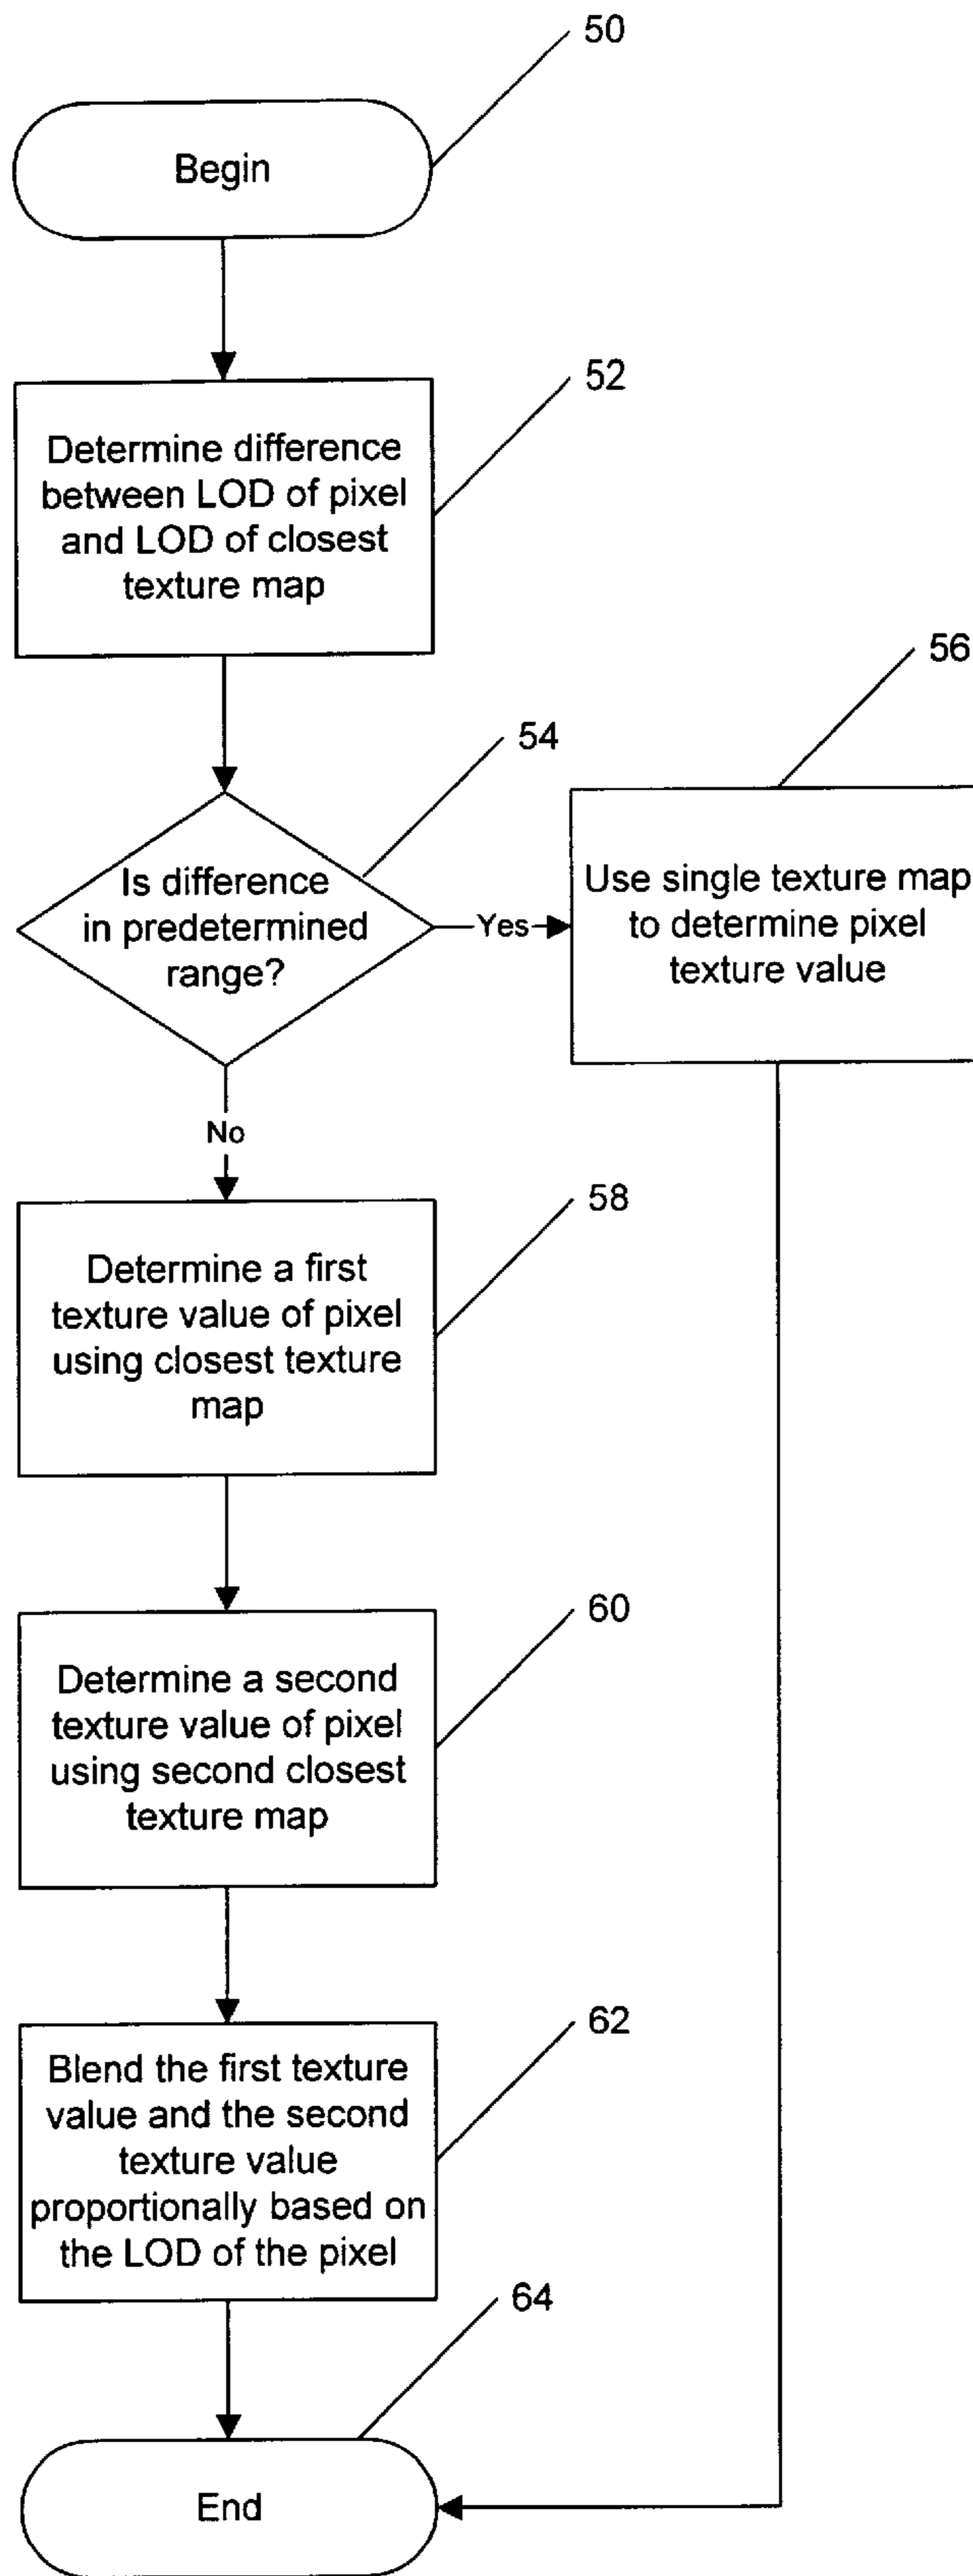 50
Begin
52
Determine difference
between LOD of pixel
and LOD of closest
texture map
56
54
Is difference
in predetermined
range?
Yes
Use single texture map
to determine pixel
texture value
No
58
Determine a first
texture value of pixel
using closest texture
map
60
Determine a second
texture value of pixel
using second closest
texture map
62
Blend the first texture
value and the second
texture value
proportionally based on
the LOD of the pixel
64
End